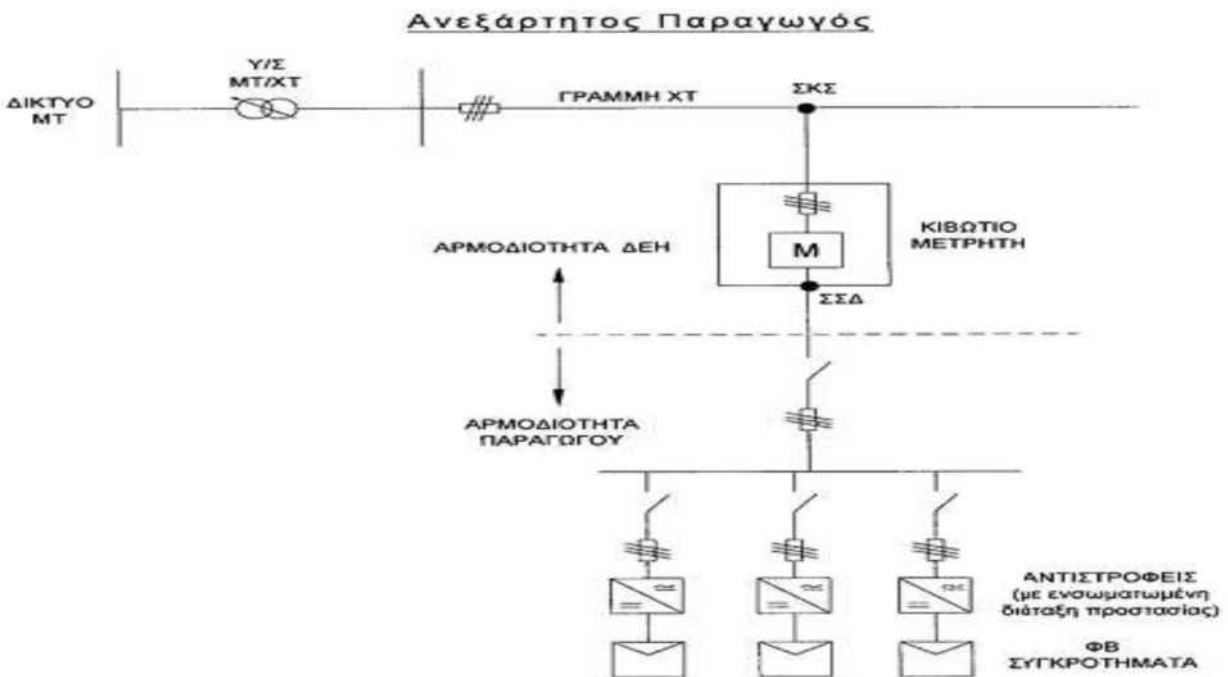 Ανεξάρτητος Παραγωγός
Υ/Σ
ΜΤ/ΧΤ
ΔΙΚΤΥΟ
ΜΤ
ΓΡΑΜΜΗ ΧΤ
ΣΚΣ
ΚΙΒΩΤΙΟ
ΜΕΤΡΗΤΗ
ΑΡΜΟΔΙΟΤΗΤΑ ΔΕΗ
Μ
ΣΣΔ
ΑΡΜΟΔΙΟΤΗΤΑ
ΠΑΡΑΓΩΓΟΥ
ΑΝΤΙΣΤΡΟΦΕΙΣ
(με ενσωματωμένη
διάταξη προστασίας)
ΦΒ
ΣΥΓΚΡΟΤΗΜΑΤΑ